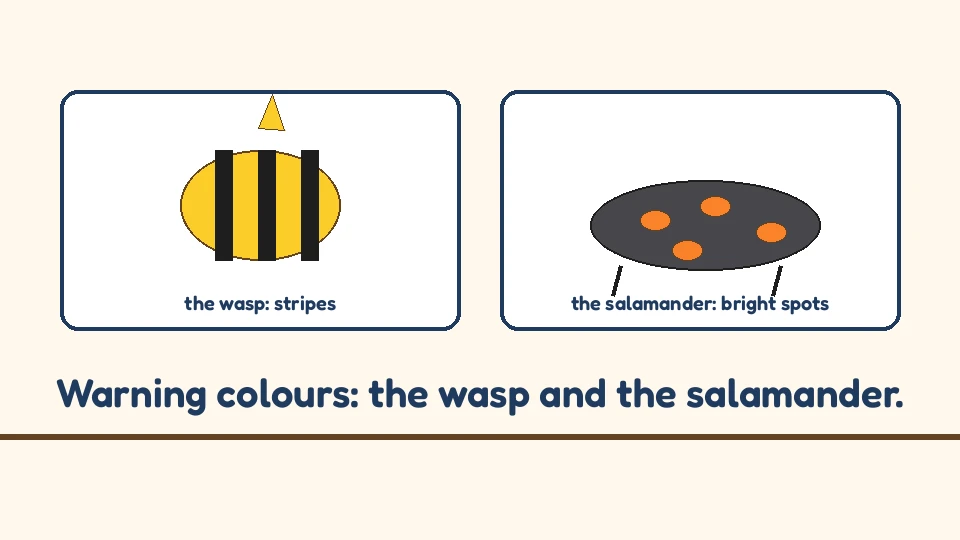 the wasp: stripes
the salamander: bright spots
Warning colours: the wasp and the salamander.